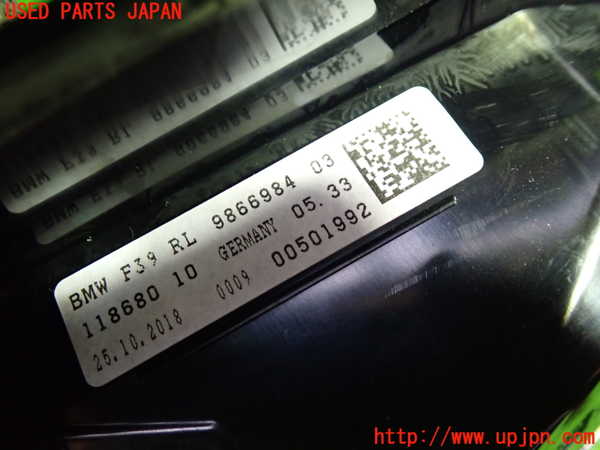 USED PARTS JAPAN
BMW F39 RL 9866984 03
118680 10 GERMANY 05.33
25.10.2018 0009 00501992
http://www.upjpn.com/